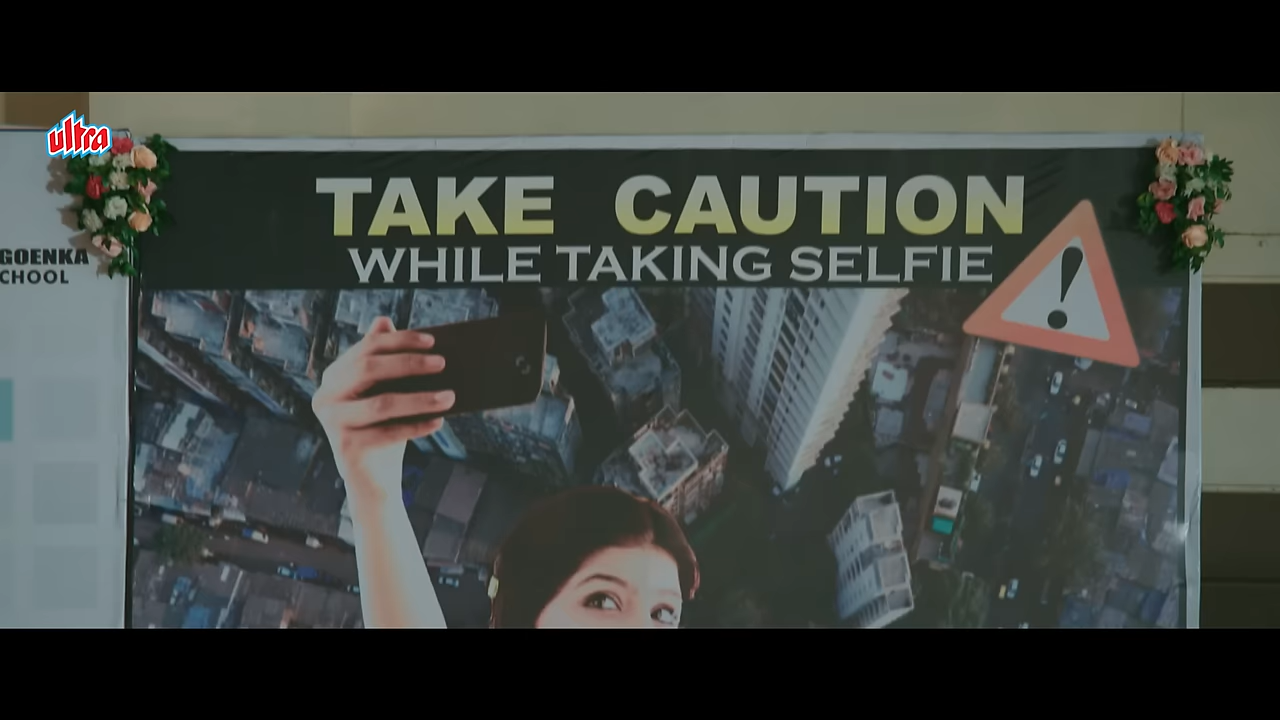 ultra
TAKE CAUTION
WHILE TAKING SELFIE
GOENKA
CHOOL